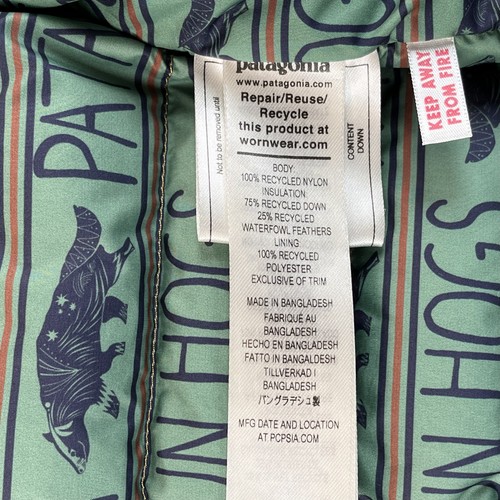 patagonia
www.patagonia.com
Repair/Reuse/
Recycle
this product at
wornwear.com
BODY:
100% RECYCLED NYLON
INSULATION:
75% RECYCLED DOWN
25% RECYCLED
WATERFOWL FEATHERS
LINING:
100% RECYCLED
POLYESTER
EXCLUSIVE OF TRIM
MADE IN BANGLADESH
FABRIQUÉ AU
BANGLADESH
HECHO EN BANGLADESH
FATTO IN BANGALDESH
TILLVERKAD I
BANGLADESH
バングラデシュ製
MFG DATE AND LOCATION
AT PCPSIA.COM
Not to be removed until
CONTENT
DOWN
KEEP AWAY
FROM FIRE
PATA
IN HOGS
IN HOGS